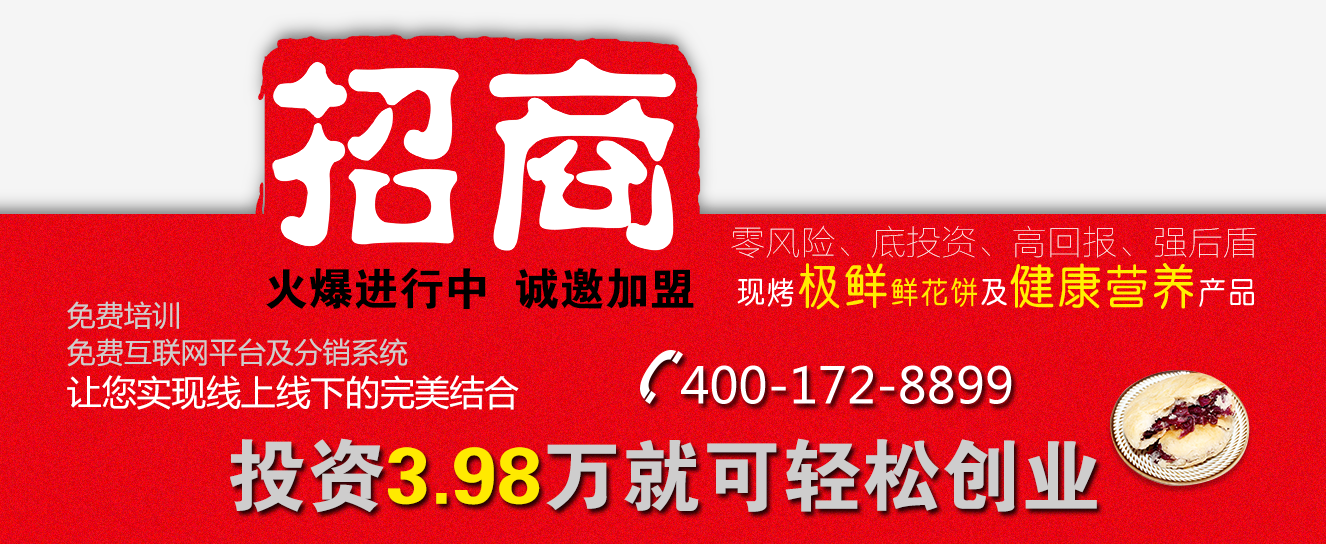 招商
火爆进行中 诚邀加盟
零风险、底投资、高回报、强后盾
现烤极鲜鲜花饼及健康营养产品
免费培训
免费互联网平台及分销系统
让您实现线上线下的完美结合
400-172-8899
投资3.98万就可轻松创业